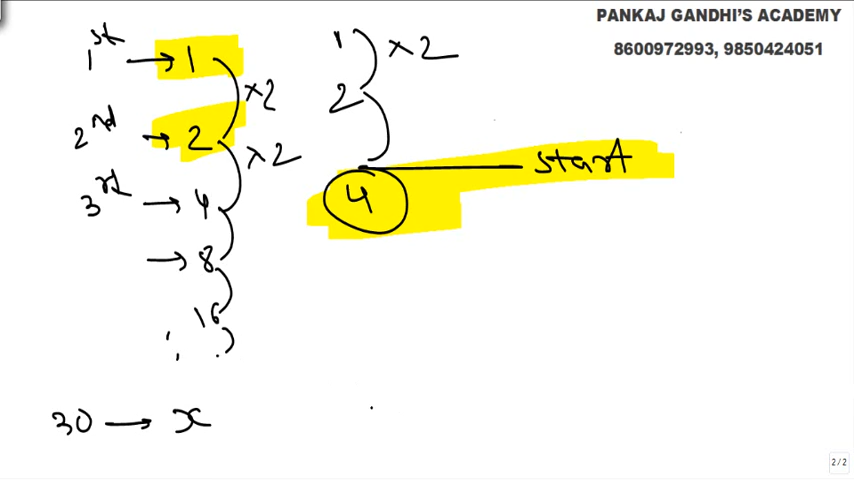 PANKAJ GANDHI'S ACADEMY
8600972993, 9850424051
1st → 1
×2
2nd → 2
×2
3rd → 4
→ 8
16
30 → x
1
×2
2
start
4
2/2